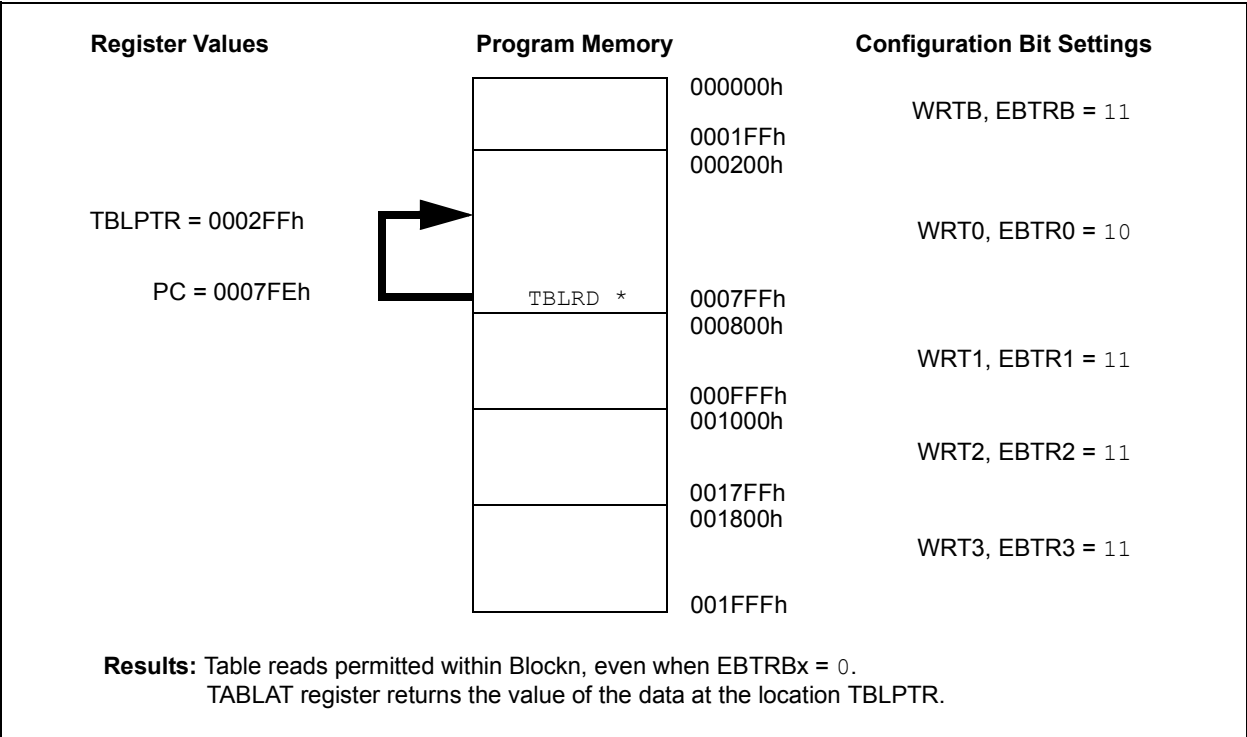 Register Values Program Memory Configuration Bit Settings
000000h
WRTB, EBTRB = 11
0001FFh
000200h
TBLPTR = 0002FFh
WRT0, EBTR0 = 10
PC = 0007FEh
TBLRD *
0007FFh
000800h
WRT1, EBTR1 = 11
000FFFh
001000h
WRT2, EBTR2 = 11
0017FFh
001800h
WRT3, EBTR3 = 11
001FFFh
Results: Table reads permitted within Blockn, even when EBTRBx = 0.
TABLAT register returns the value of the data at the location TBLPTR.